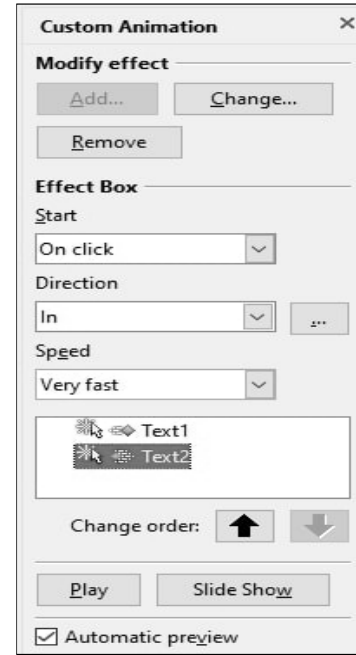 Custom Animation ×
Modify effect
Add... Change...
Remove
Effect Box
Start
On click
Direction
In ...
Speed
Very fast
Text1
Text2
Change order:
Play Slide Show
Automatic preview